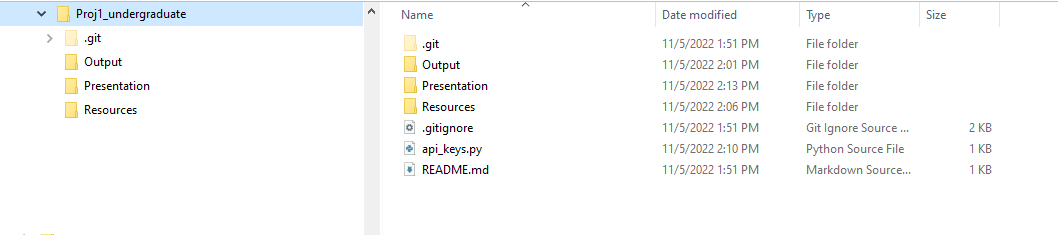 Proj1_undergraduate
.git
Output
Presentation
Resources
Name Date modified Type Size
.git 11/5/2022 1:51 PM File folder
Output 11/5/2022 2:01 PM File folder
Presentation 11/5/2022 2:13 PM File folder
Resources 11/5/2022 2:06 PM File folder
.gitignore 11/5/2022 1:51 PM Git Ignore Source ... 2 KB
api_keys.py 11/5/2022 2:10 PM Python Source File 1 KB
README.md 11/5/2022 1:51 PM Markdown Source... 1 KB